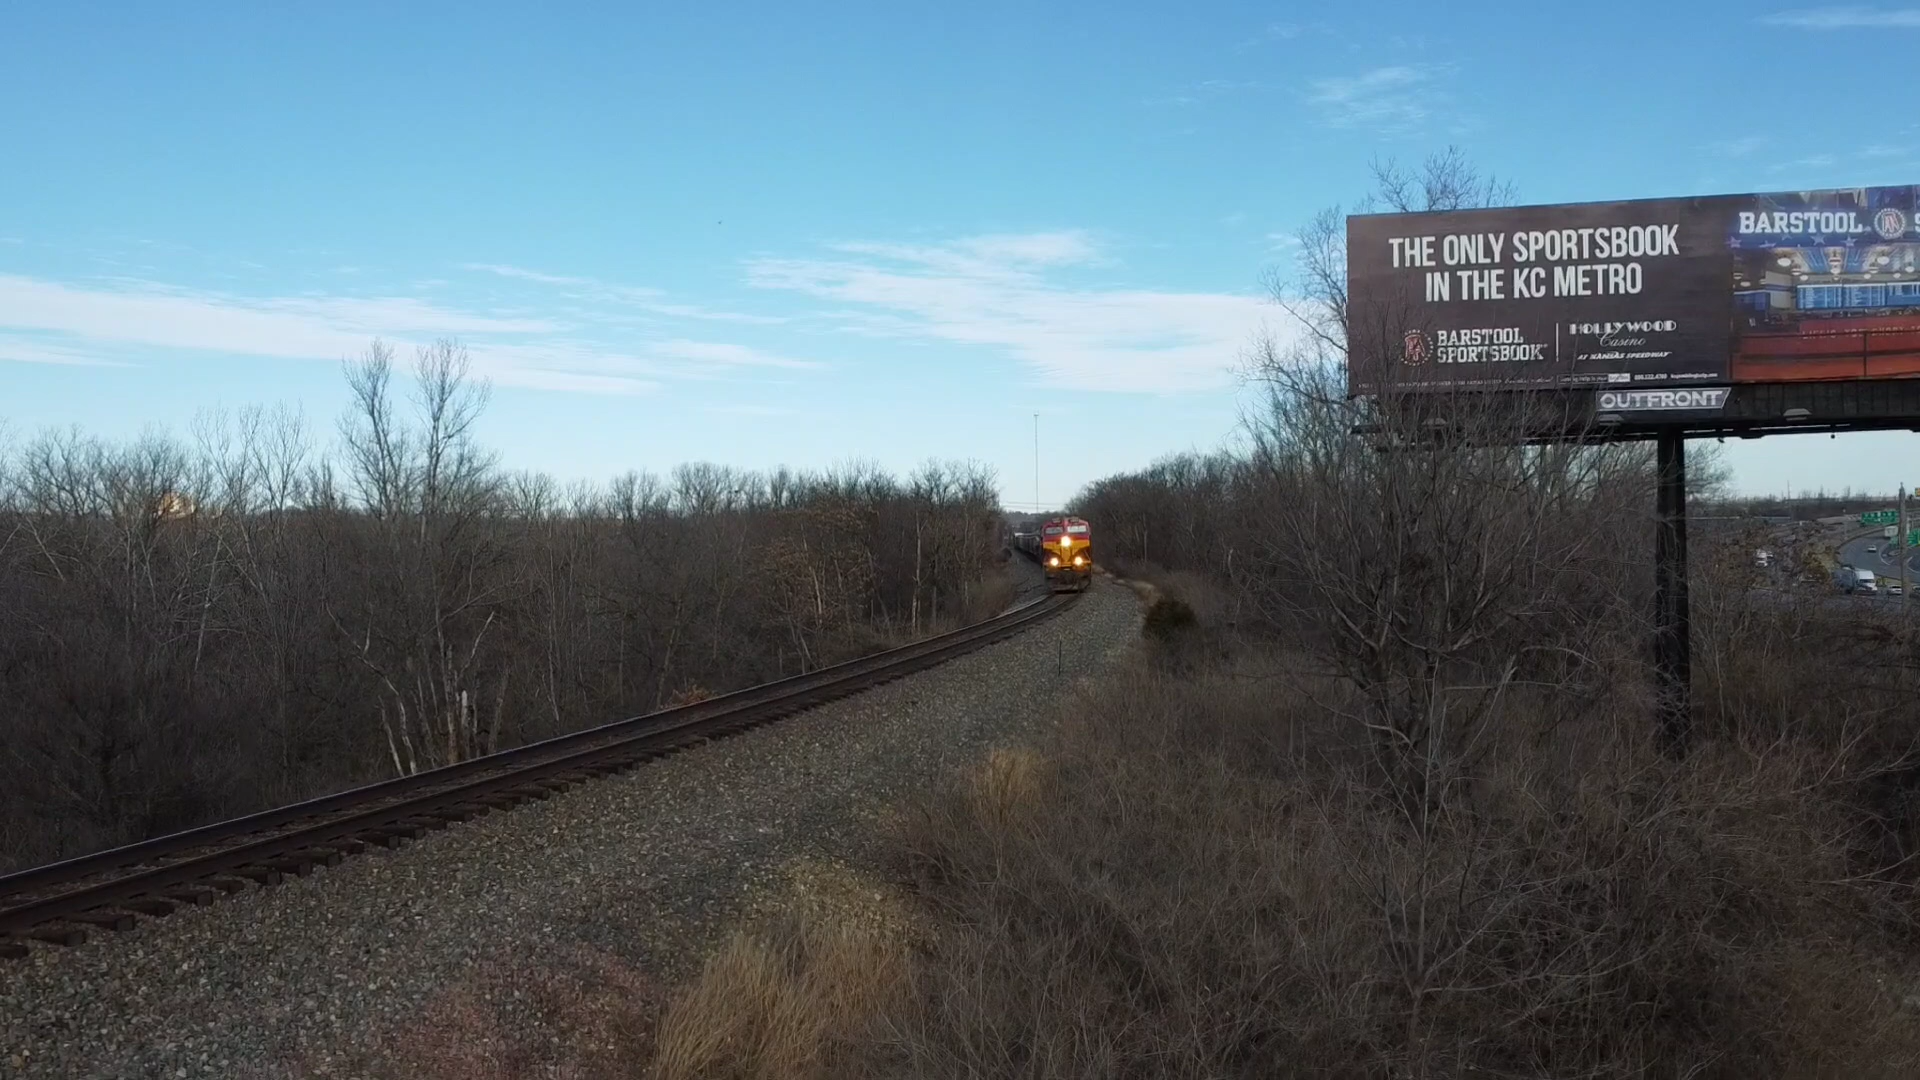 THE ONLY SPORTSBOOK
IN THE KC METRO
BARSTOOL
SPORTSBOOK
HOLLYWOOD
Casino
AT KANSAS SPEEDWAY
BARSTOOL
OUTFRONT